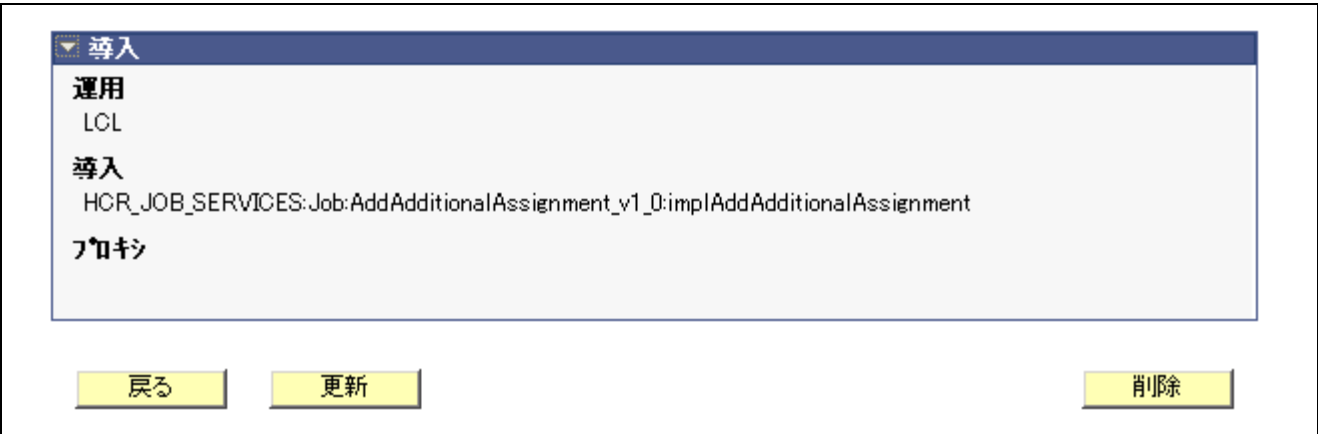 導入
運用
LCL
導入
HCR_JOB_SERVICES:Job:AddAdditionalAssignment_v1_0:implAddAdditionalAssignment
プロキシ
戻る 更新 削除